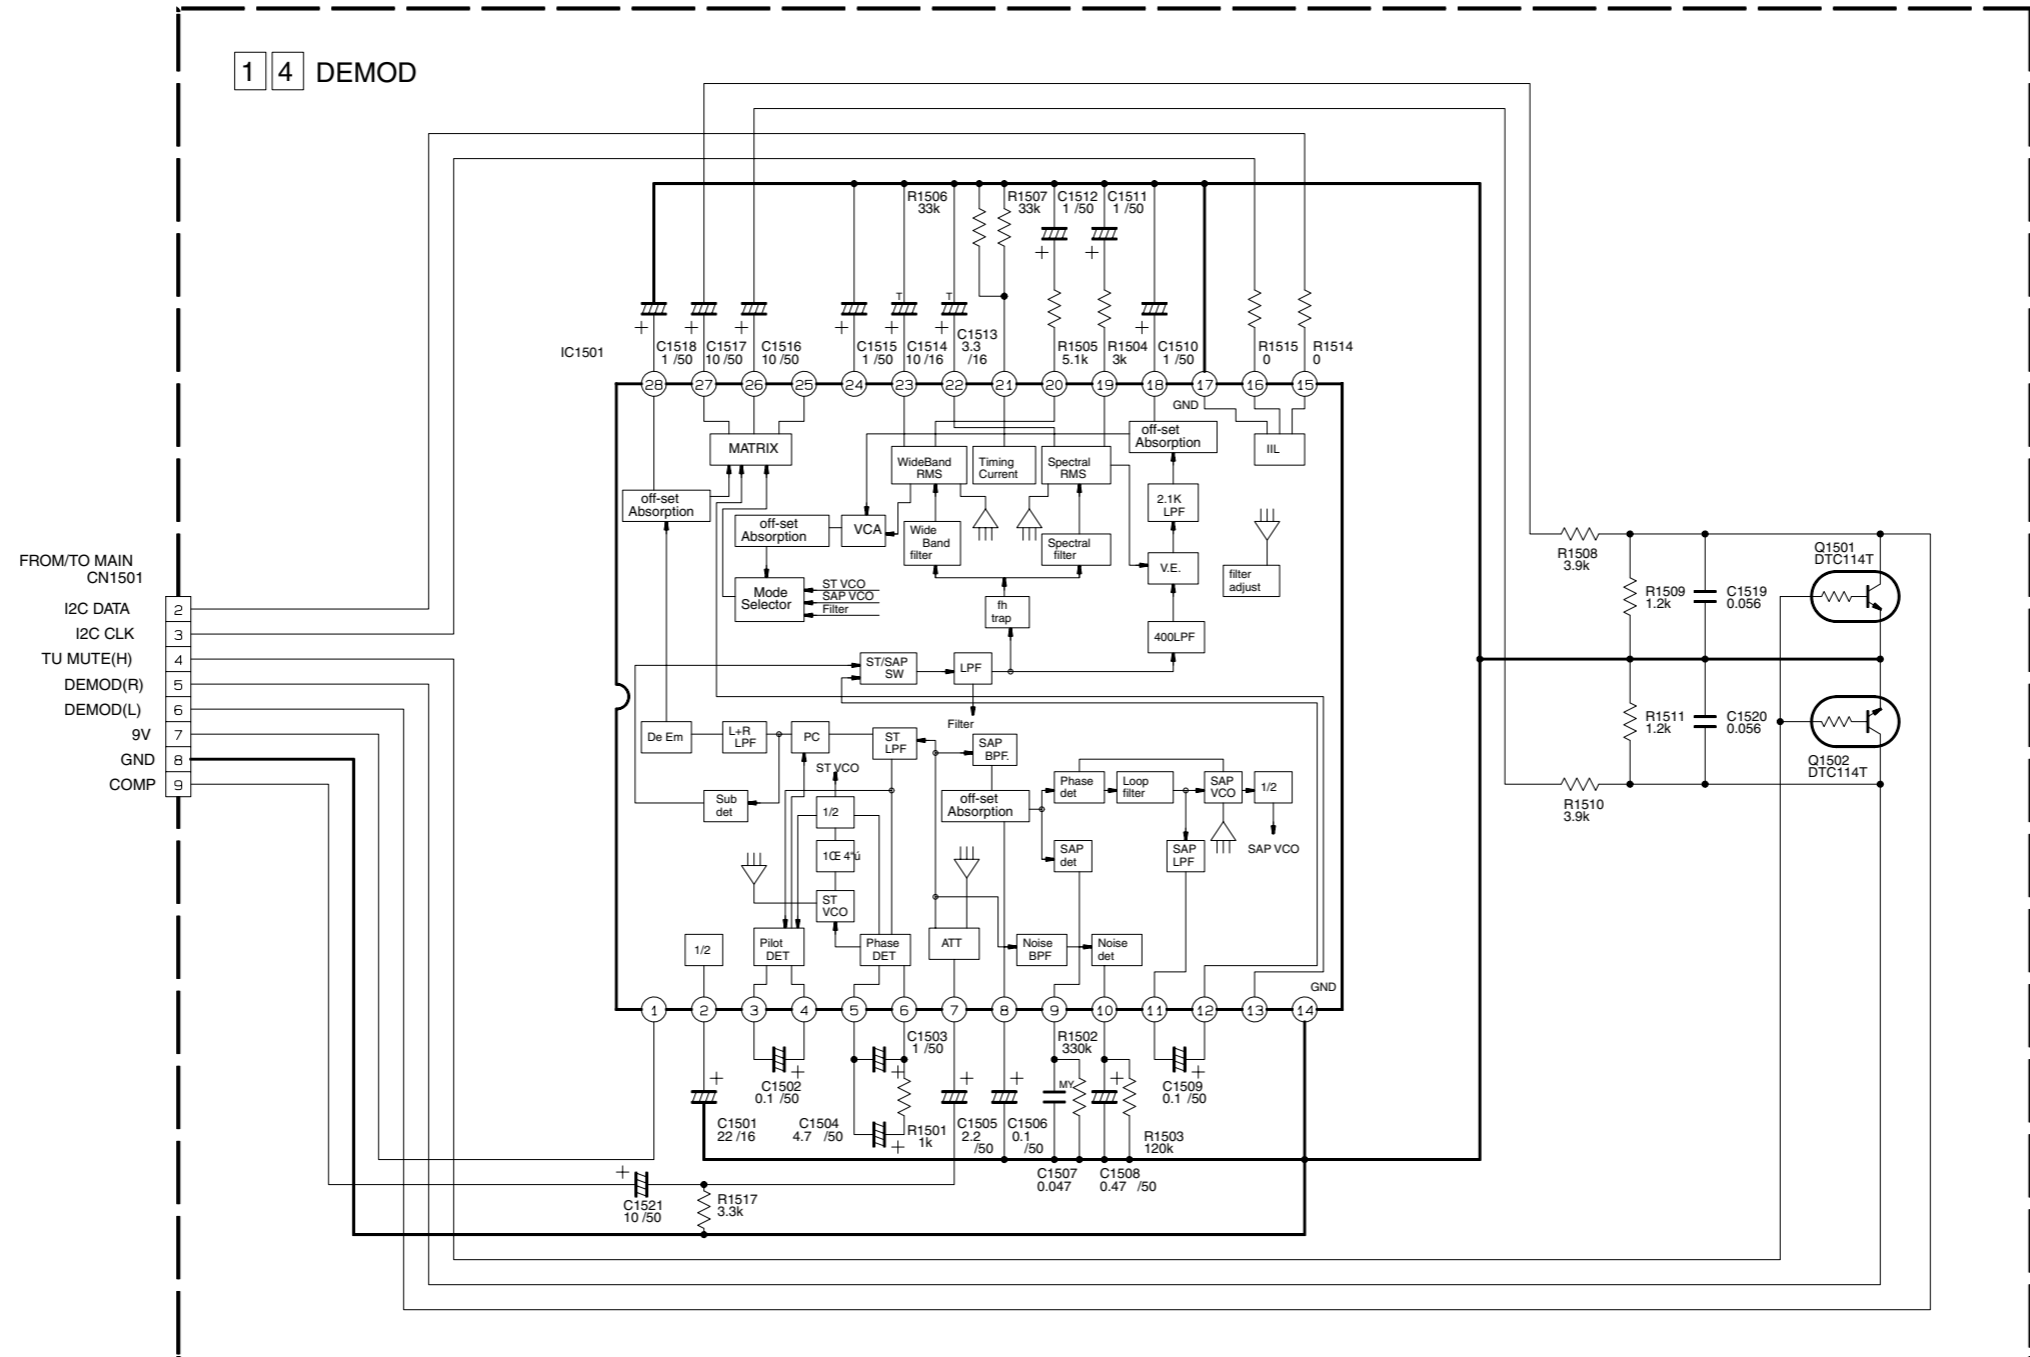 1 4 DEMOD
R1506
33k
R1507
33k
C1512
1 /50
C1511
1 /50
T
T
IC1501
C1518
1 /50
C1517
10 /50
C1516
10 /50
C1515
1 /50
C1514
10 /16
C1513
3.3
/16
R1505
5.1k
R1504
3k
C1510
1 /50
R1515
0
R1514
0
28 27 26 25 24 23 22 21 20 19 18 17 16 15
GND
MATRIX
WideBand
RMS
Timing
Current
Spectral
RMS
off-set
Absorption
IIL
off-set
Absorption
off-set
Absorption
VCA
Wide
Band
filter
Spectral
filter
2.1K
LPF
V.E.
filter
adjust
Mode
Selector
ST VCO
SAP VCO
Filter
fh
trap
400LPF
ST/SAP
SW
LPF
Filter
FROM/TO MAIN
CN1501
I2C DATA 2
I2C CLK 3
TU MUTE(H) 4
DEMOD(R) 5
DEMOD(L) 6
9V 7
GND 8
COMP 9
De Em
L+R
LPF
PC
ST
LPF
SAP
BPF.
ST VCO
Sub
det
1/2
off-set
Absorption
Phase
det
Loop
filter
SAP
VCO
1/2
1Œ 4"ú
SAP
det
SAP
LPF
SAP VCO
ST
VCO
1/2
Pilot
DET
Phase
DET
ATT
Noise
BPF
Noise
det
GND
1 2 3 4 5 6 7 8 9 10 11 12 13 14
C1503
1 /50
R1502
330k
C1502
0.1 /50
MY
C1509
0.1 /50
C1501
22 /16
C1504
4.7 /50
R1501
1k
C1505
2.2
/50
C1506
0.1
/50
R1503
120k
C1507
0.047
C1508
0.47 /50
C1521
10 /50
R1517
3.3k
R1508
3.9k
R1509
1.2k
C1519
0.056
Q1501
DTC114T
R1511
1.2k
C1520
0.056
Q1502
DTC114T
R1510
3.9k